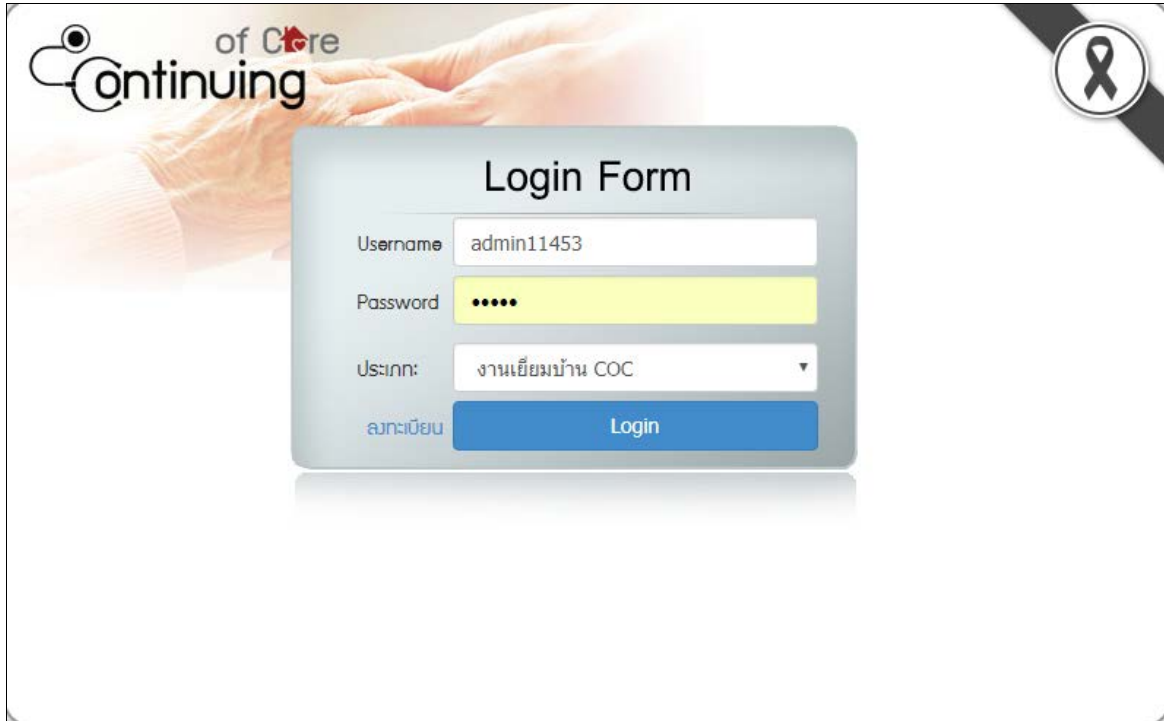 of Care
Continuing
Login Form
Username admin11453
Password •••••
ประเภท: งานเยี่ยมบ้าน COC
ลงทะเบียน Login